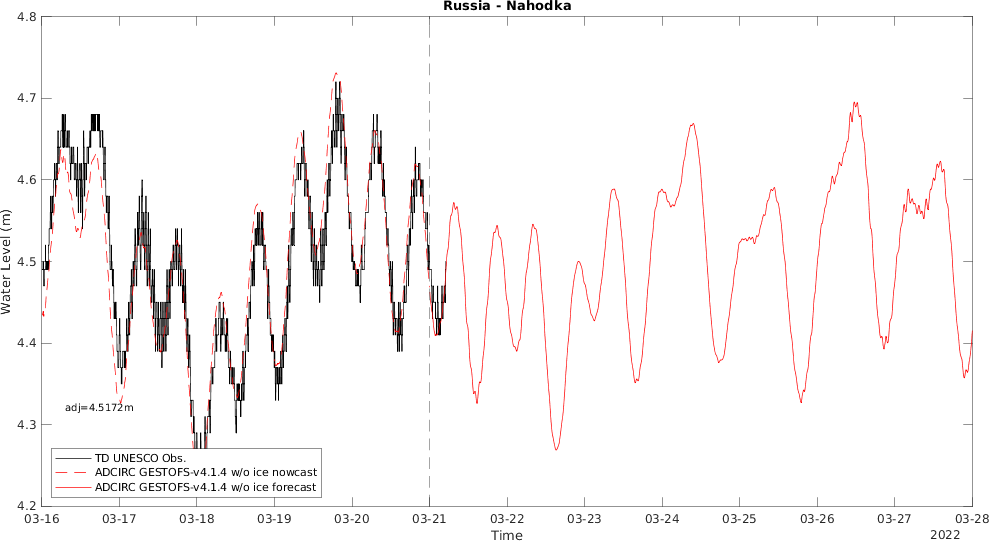 Russia - Nahodka
4.8
4.7
4.6
4.5
4.4
4.3
4.2
Water Level (m)
adj=4.5172m
TD UNESCO Obs.
ADCIRC GESTOFS-v4.1.4 w/o ice nowcast
ADCIRC GESTOFS-v4.1.4 w/o ice forecast
03-16 03-17 03-18 03-19 03-20 03-21 03-22 03-23 03-24 03-25 03-26 03-27 03-28
Time
2022